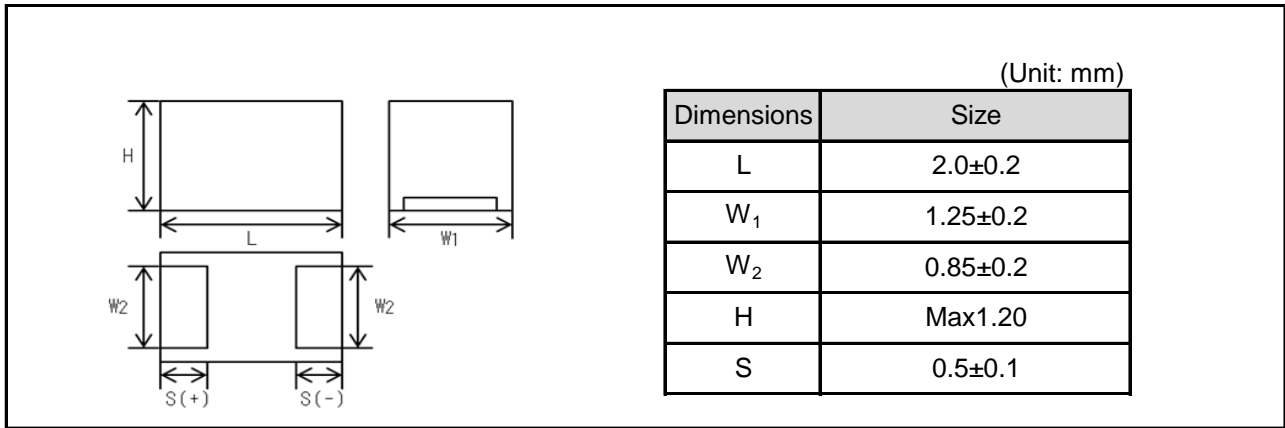 (Unit: mm)
H
L
W1
W2
W2
S(+)
S(-)
Dimensions Size
L 2.0±0.2
W₁ 1.25±0.2
W₂ 0.85±0.2
H Max1.20
S 0.5±0.1